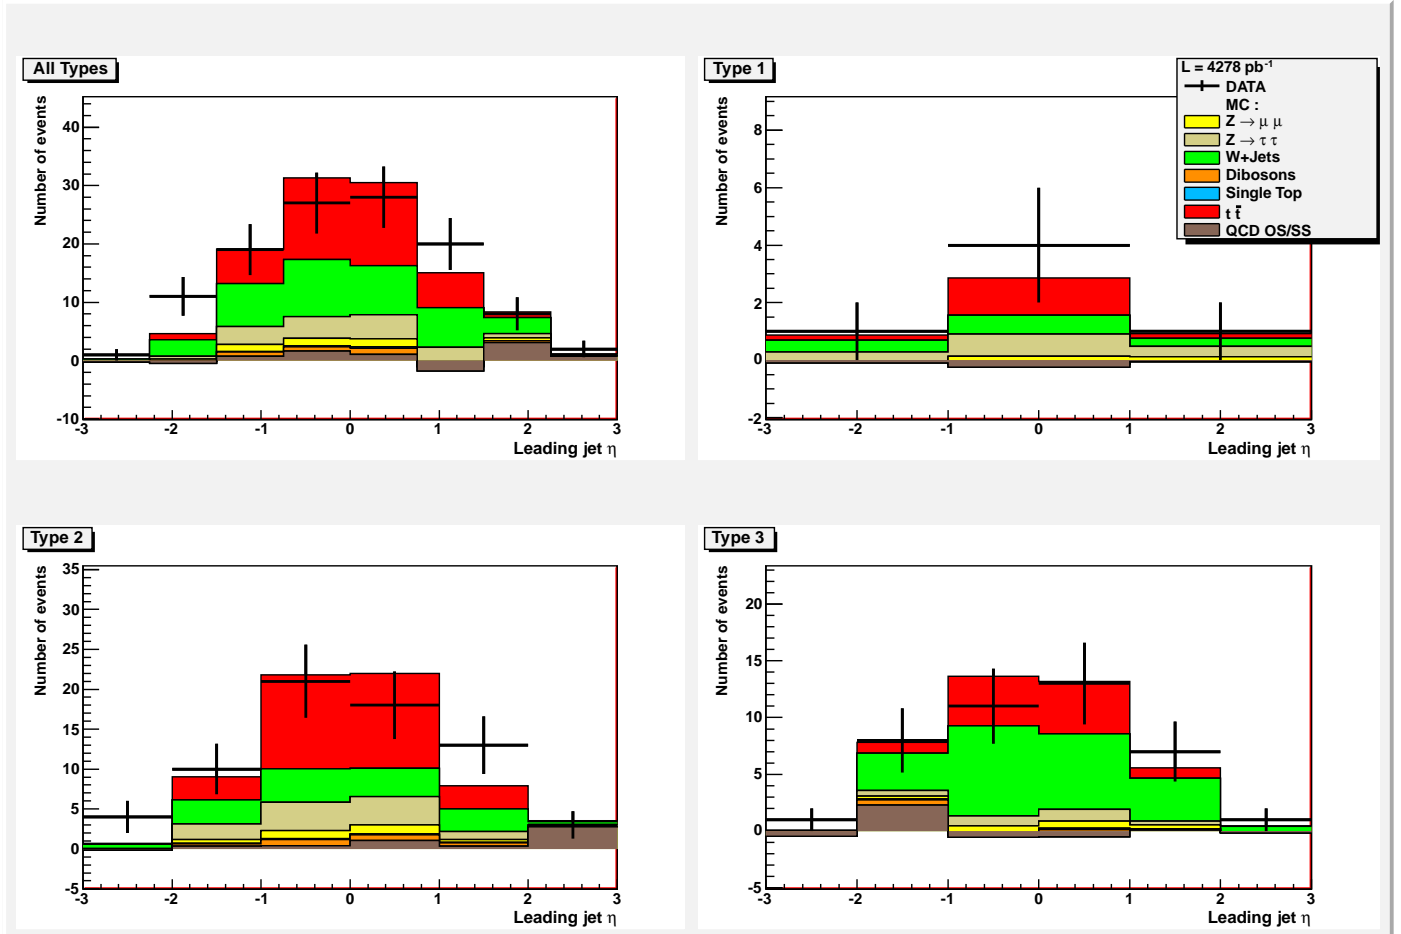 All Types
Number of events
40
30
20
10
0
-10
-3 -2 -1 0 1 2 3
Leading jet η
Type 1
Number of events
8
6
4
2
0
-2
-3 -2 -1 0 1 2 3
Leading jet η
L = 4278 pb⁻¹
DATA
MC :
Z → μ μ
Z → τ τ
W+Jets
Dibosons
Single Top
t t̄
QCD OS/SS
Type 2
Number of events
35
30
25
20
15
10
5
0
-5
-3 -2 -1 0 1 2 3
Leading jet η
Type 3
Number of events
20
15
10
5
0
-5
-3 -2 -1 0 1 2 3
Leading jet η